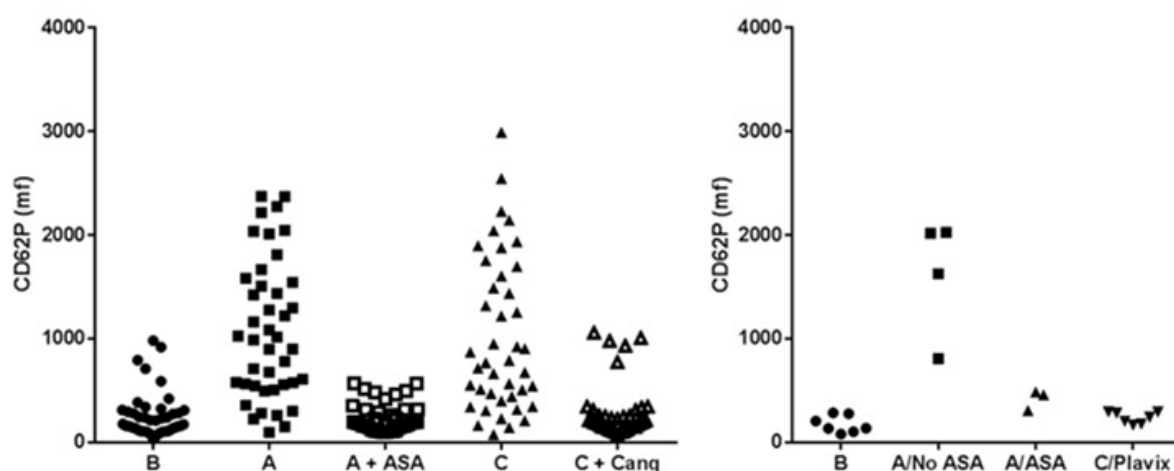 4000
3000
2000
1000
0
CD62P (mf)
B A A + ASA C C + Cang
4000
3000
2000
1000
0
CD62P (mf)
B A/No ASA A/ASA C/Plavix